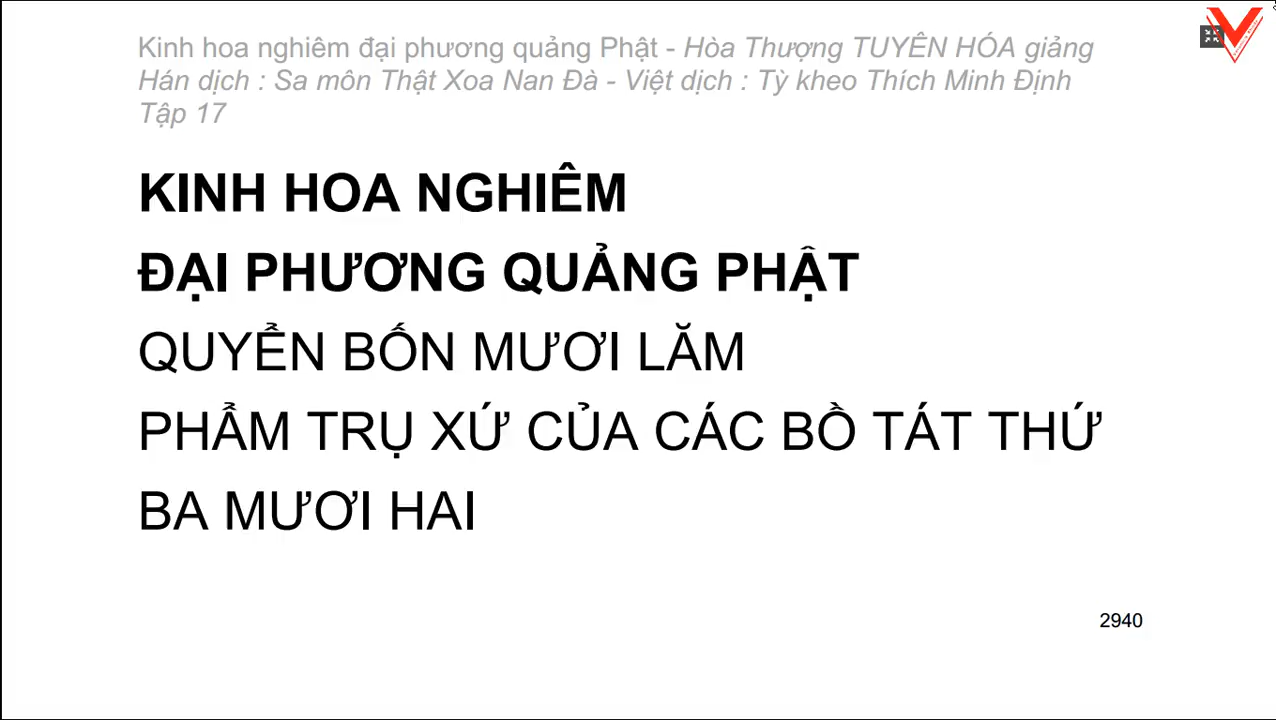 Kinh hoa nghiêm đại phương quảng Phật - Hòa Thượng TUYÊN HÓA giảng
Hán dịch : Sa môn Thật Xoa Nan Đà - Việt dịch : Tỳ kheo Thích Minh Định
Tập 17
KINH HOA NGHIÊM
ĐẠI PHƯƠNG QUẢNG PHẬT
QUYỂN BỐN MƯƠI LĂM
PHẨM TRỤ XỨ CỦA CÁC BỒ TÁT THỨ
BA MƯƠI HAI
2940